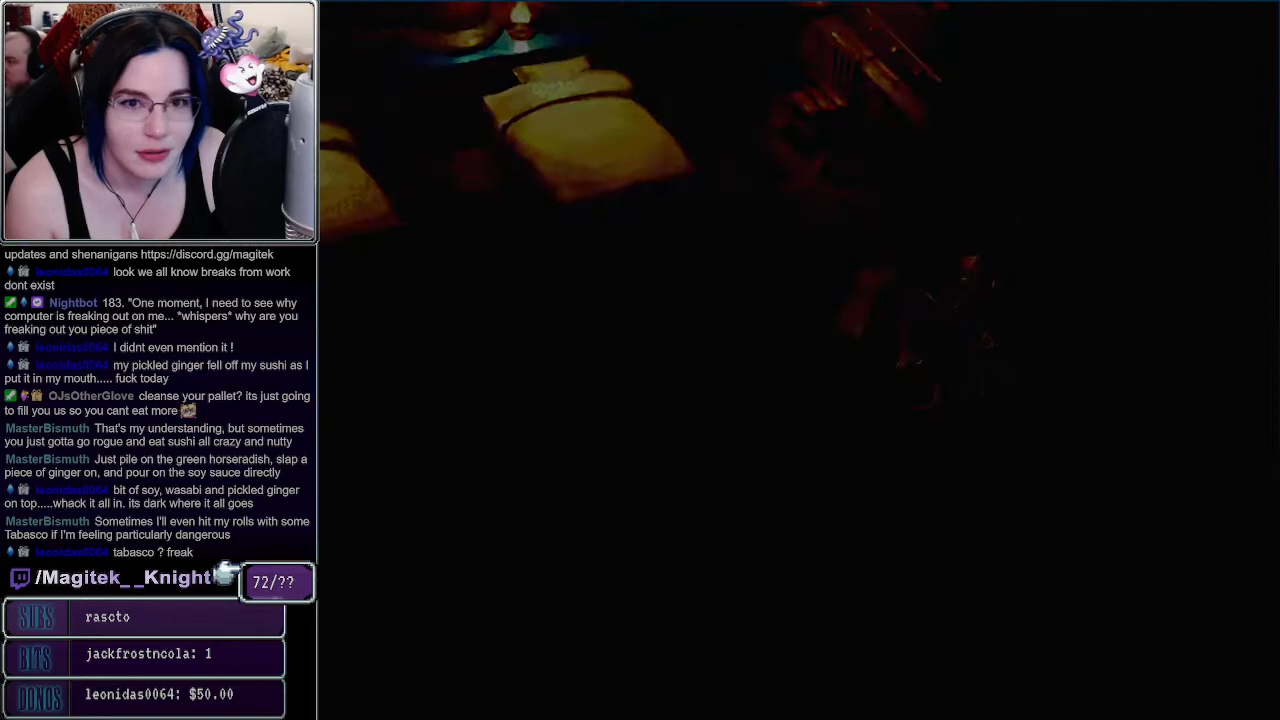 updates and shenanigans https://discord.gg/magitek
leonidas0064 look we all know breaks from work
dont exist
Nightbot 183. "One moment, I need to see why
computer is freaking out on me... *whispers* why are you
freaking out you piece of shit"
leonidas0064 I didnt even mention it !
leonidas0064 my pickled ginger fell off my sushi as I
put it in my mouth..... fuck today
OJsOtherGlove cleanse your pallet? its just going
to fill you us so you cant eat more
MasterBismuth That's my understanding, but sometimes
you just gotta go rogue and eat sushi all crazy and nutty
MasterBismuth Just pile on the green horseradish, slap a
piece of ginger on, and pour on the soy sauce directly
leonidas0064 bit of soy, wasabi and pickled ginger
on top.....whack it all in. its dark where it all goes
MasterBismuth Sometimes I'll even hit my rolls with some
Tabasco if I'm feeling particularly dangerous
leonidas0064 tabasco ? freak
/Magitek__Knight
72/??
SUBS rascto
BITS jackfrostncola: 1
DONOS leonidas0064: $50.00